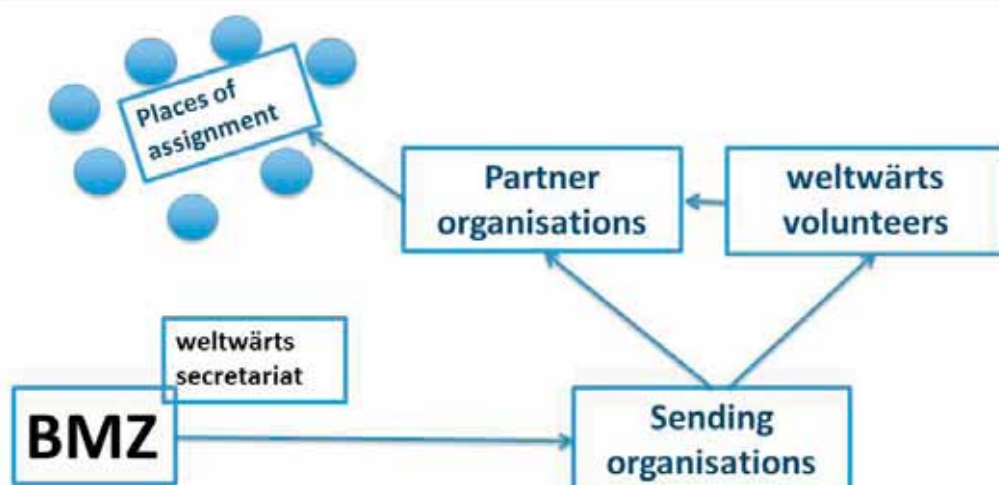 Places of
assignment
Partner
organisations
weltwärts
volunteers
weltwärts
secretariat
BMZ
Sending
organisations